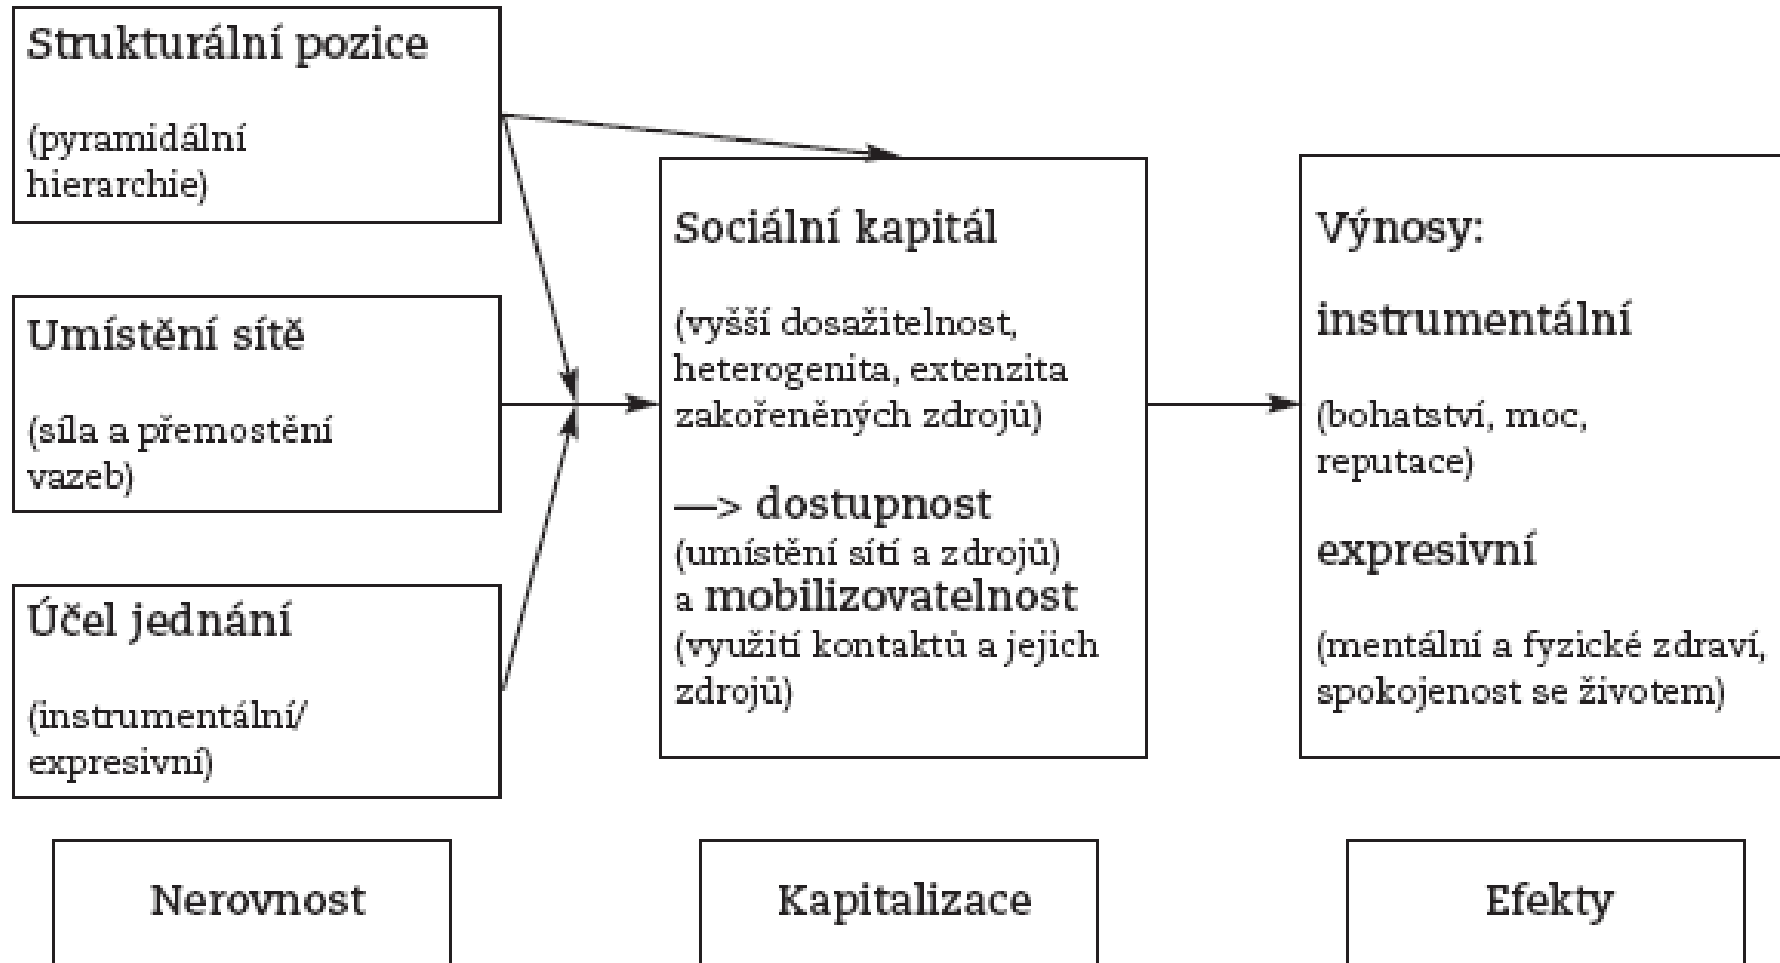 Strukturální pozice
(pyramidální
hierarchie)
Umístění sítě
(síla a přemostění
vazeb)
Účel jednání
(instrumentální/
expresivní)
Sociální kapitál
(vyšší dosažitelnost,
heterogenita, extenzita
zakořeněných zdrojů)
—> dostupnost
(umístění sítí a zdrojů)
a mobilizovatelnost
(využití kontaktů a jejich
zdrojů)
Výnosy:
instrumentální
(bohatství, moc,
reputace)
expresivní
(mentální a fyzické zdraví,
spokojenost se životem)
Nerovnost
Kapitalizace
Efekty